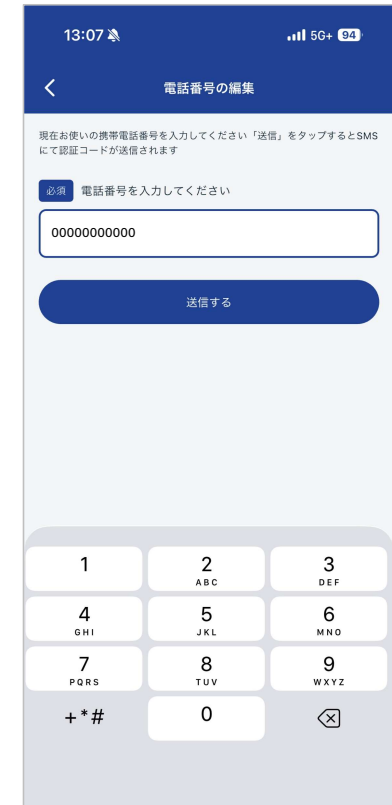 13:07 5G+ 94
電話番号の編集
現在お使いの携帯電話番号を入力してください「送信」をタップするとSMS
にて認証コードが送信さ れます
必須 電話番号を入力してください
00000000000
送信する
1 2 3
ABC DEF
4 5 6
GHI JKL MNO
7 8 9
PQRS TUV WXYZ
+*# 0